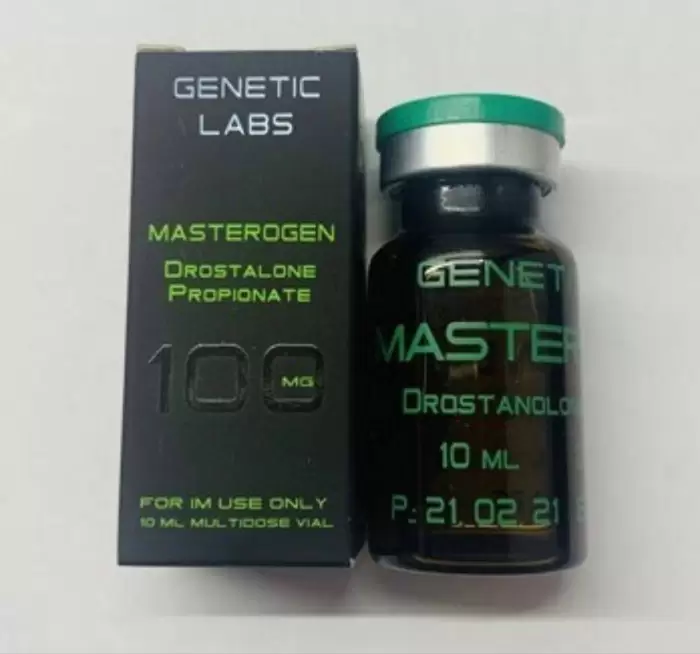 GENETIC
LABS
MASTEROGEN
DROSTALONE
PROPIONATE
100
MG
FOR IM USE ONLY
10 ML MULTIDOSE VIAL
GENET
MASTER
DROSTANOLON
10 ML
P: 21 02 21